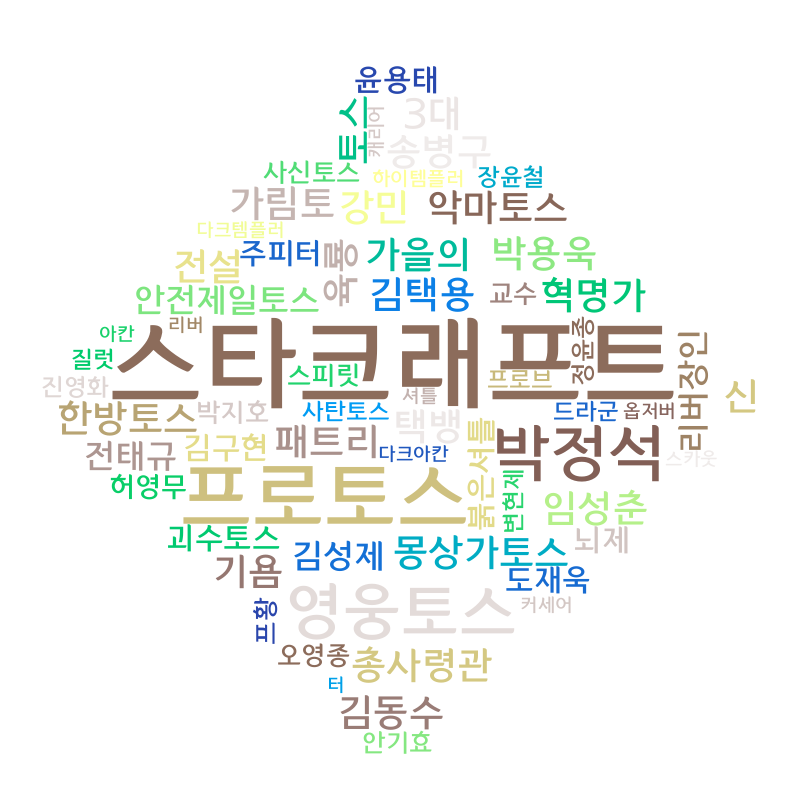 윤용태
토스
캐리어
3대
송병구
사신토스
하이템플러
장윤철
가림토
강민
악마토스
다크템플러
주피터
육룡
가을의
박용욱
전설
안전제일토스
김택용
교수
혁명가
스타크래프트
아칸
리버
질럿
스피릿
프로브
정윤종
리버장인
신
진영화
박지호
사탄토스
셔틀
드라군
옵저버
한방토스
택뱅
전태규
김구현
패트리
다크아칸
박정석
스카웃
허영무
프로토스
붉은셔틀
변현제
임성춘
괴수토스
김성제
몽상가토스
뇌제
기욤
도재욱
프황
영웅토스
커세어
오영종
총사령관
터
김동수
안기효